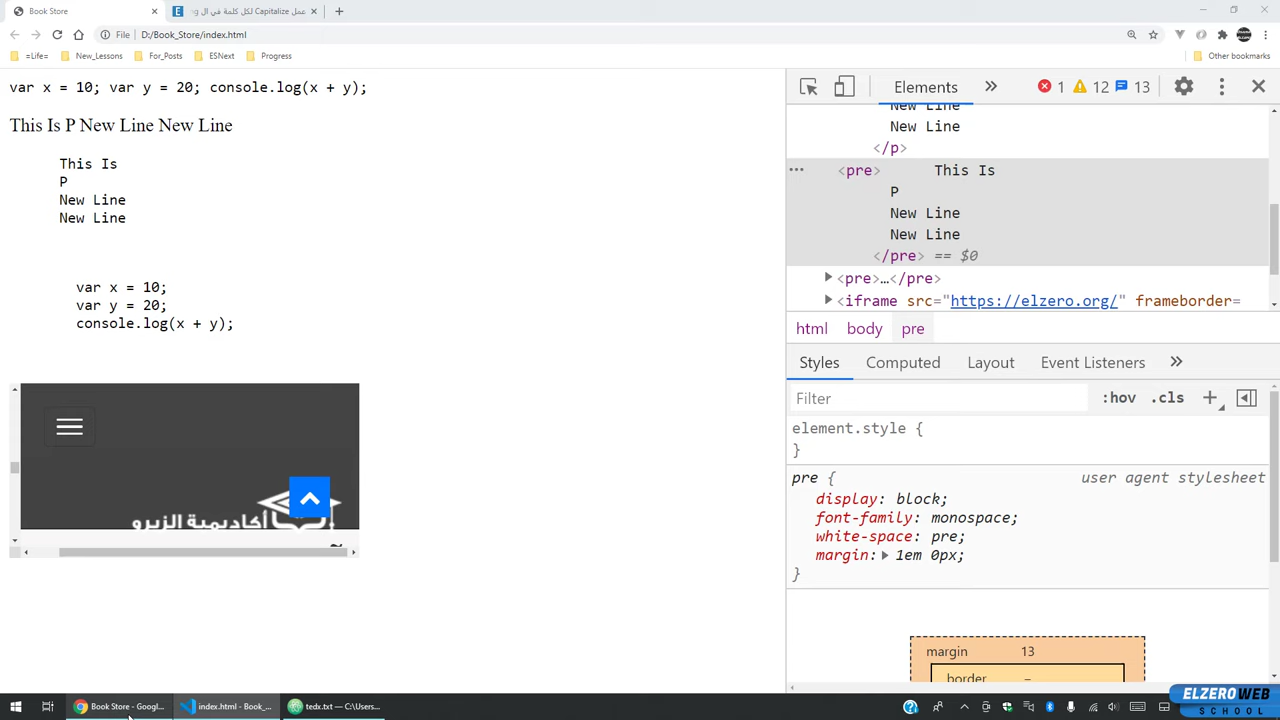 Book Store
عمل Capitalize لكل كلمة في ال
File
D:/Book_Store/index.html
=Life=
New_Lessons
For_Posts
ESNext
Progress
Other bookmarks
var x = 10; var y = 20; console.log(x + y);
This Is P New Line New Line
This Is
P
New Line
New Line
var x = 10;
var y = 20;
console.log(x + y);
أكاديمية الزيرو
Elements
1
12
13
New Line
New Line
</p>
<pre> This Is
P
New Line
New Line
</pre> == $0
<pre>…</pre>
<iframe src="https://elzero.org/" frameborder=
html body pre
Styles Computed Layout Event Listeners
Filter
:hov .cls
element.style {
}
pre {
user agent stylesheet
display: block;
font-family: monospace;
white-space: pre;
margin: 1em 0px;
}
margin
13
border
–
Book Store - Googl...
index.html - Book_...
tedx.txt — C:\Users...
ELZEROWEB
SCHOOL